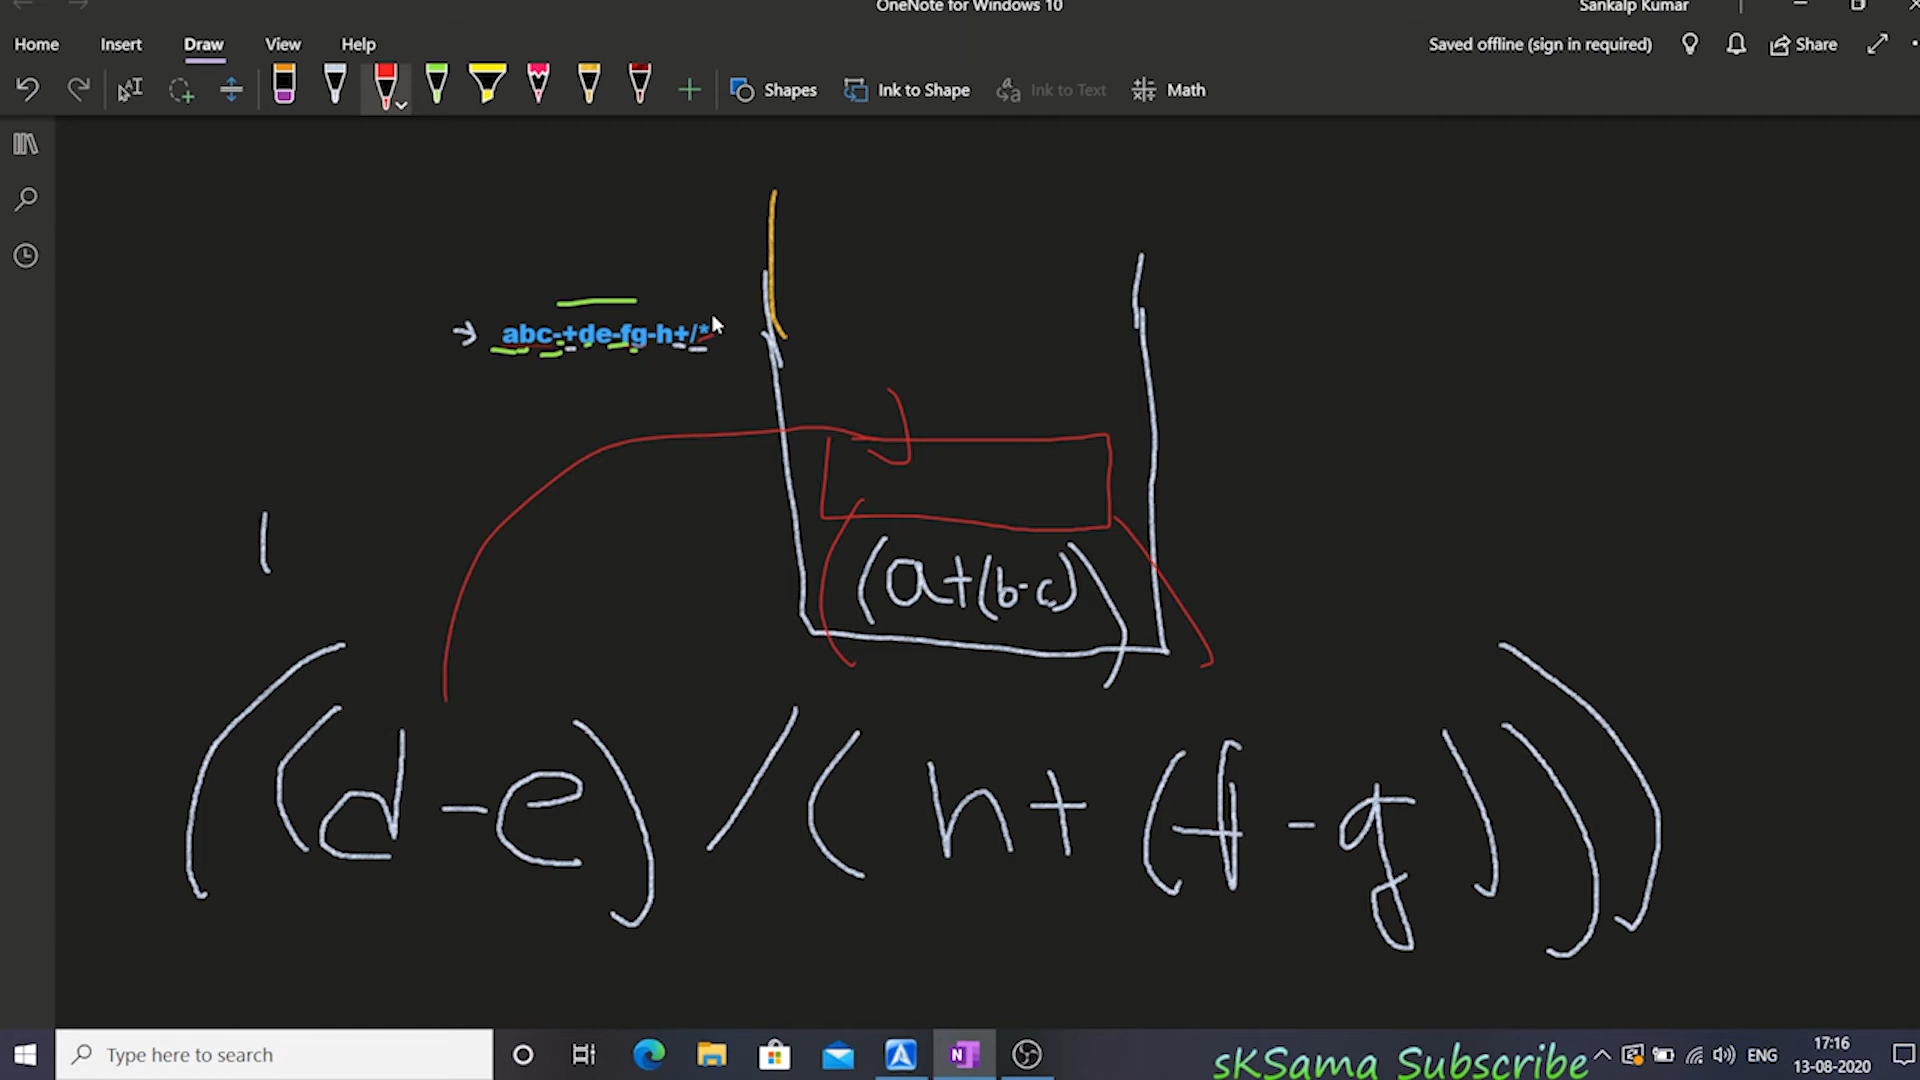 OneNote for Windows 10
Sankalp Kumar
Home Insert Draw View Help
Saved offline (sign in required)
Share
Shapes
Ink to Shape
Ink to Text
Math
abc-+de-fg-h+/*
(a+(b-c))
((d-e)/(h+(f-g)))
Type here to search
sKSama Subscribe
ENG
17:16
13-08-2020